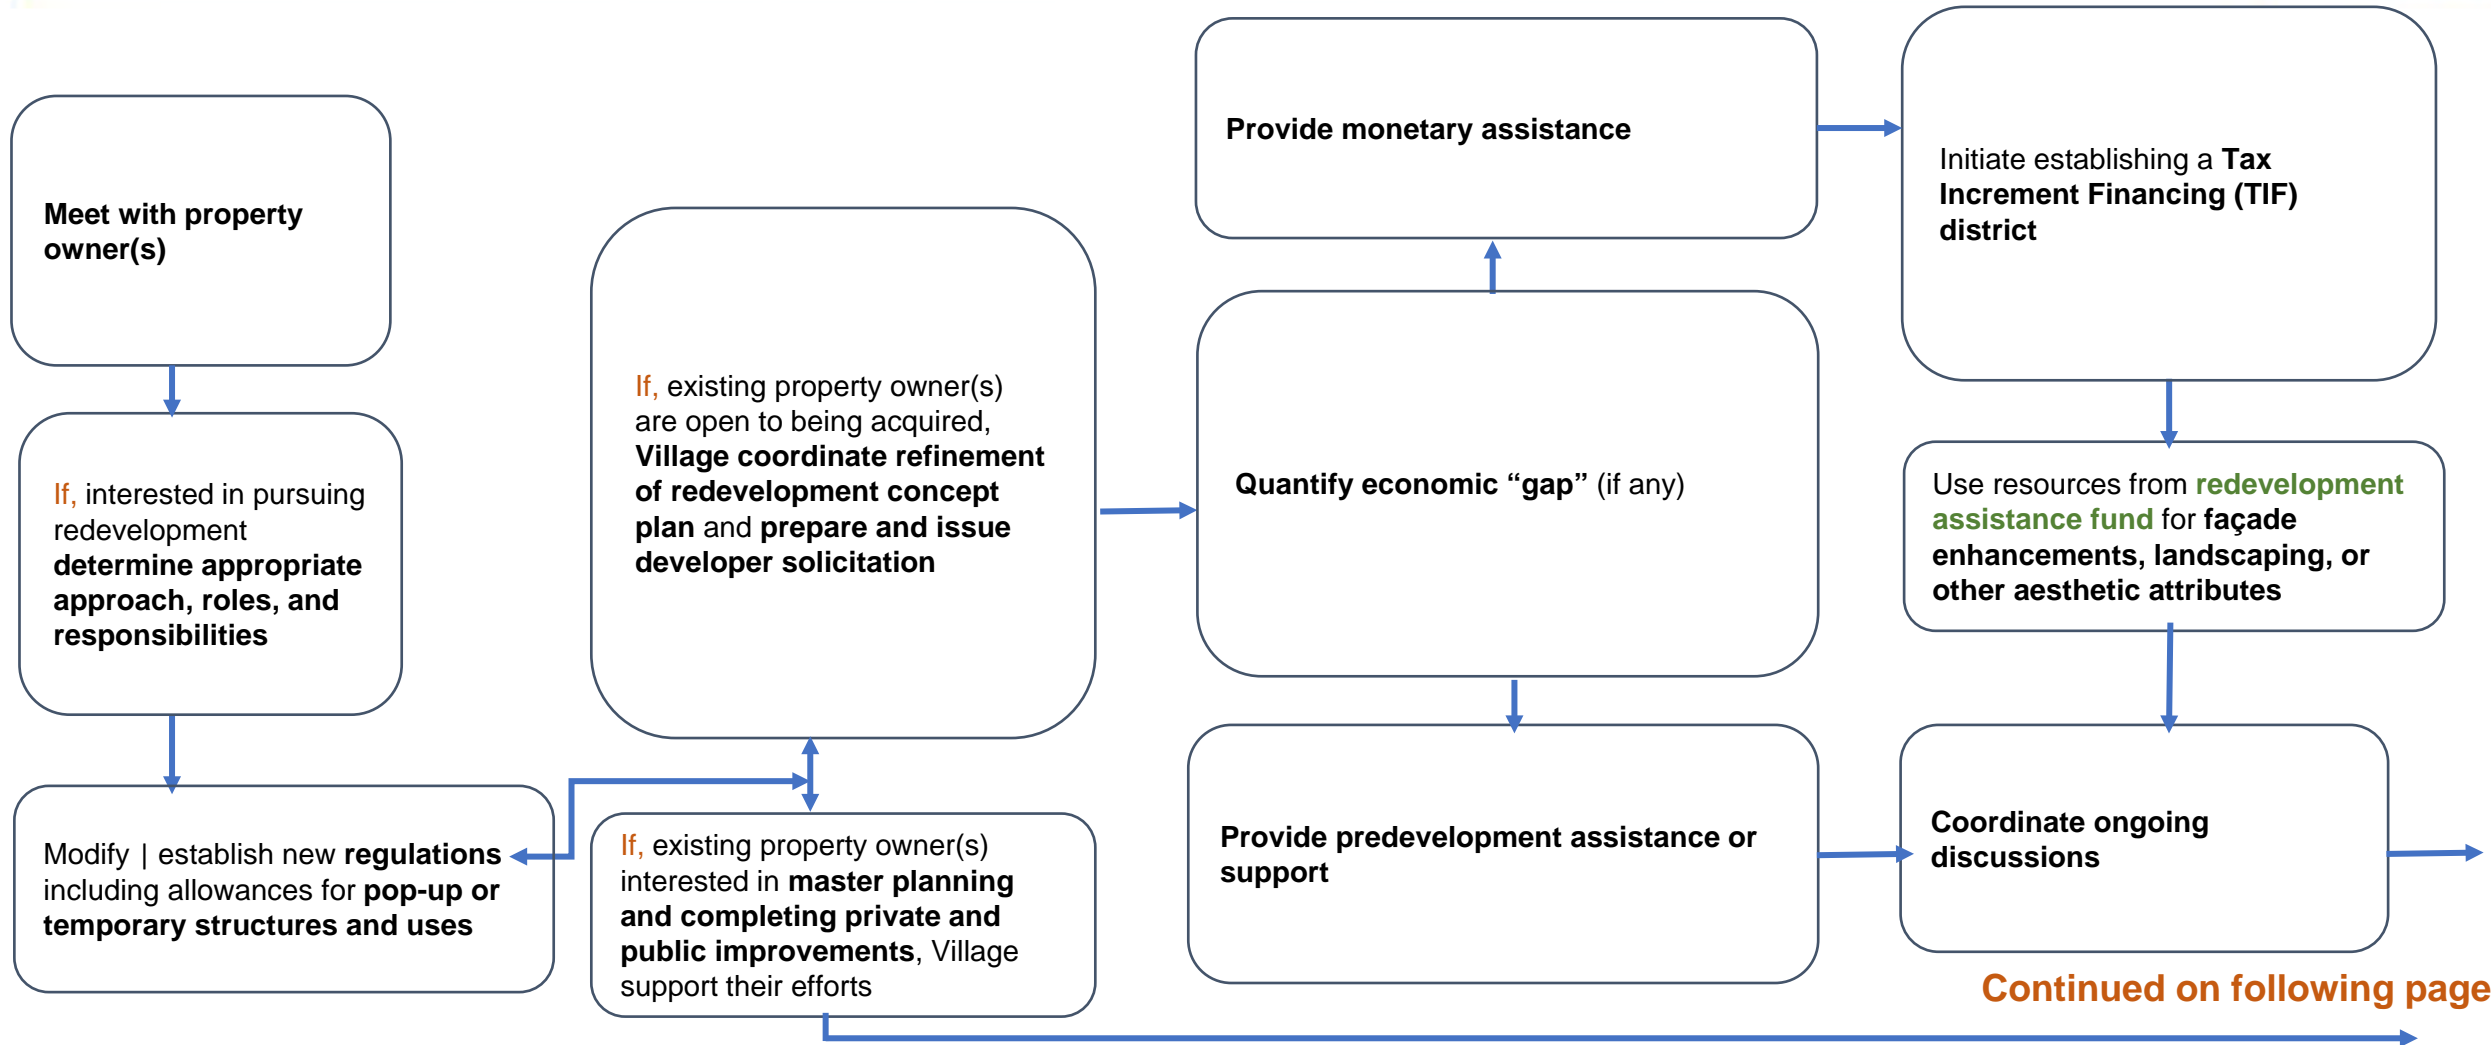 Meet with property
owner(s)
If, interested in pursuing
redevelopment
determine appropriate
approach, roles, and
responsibilities
Modify | establish new regulations
including allowances for pop-up or
temporary structures and uses
If, existing property owner(s)
are open to being acquired,
Village coordinate refinement
of redevelopment concept
plan and prepare and issue
developer solicitation
If, existing property owner(s)
interested in master planning
and completing private and
public improvements, Village
support their efforts
Provide monetary assistance
Quantify economic “gap” (if any)
Provide predevelopment assistance or
support
Initiate establishing a Tax
Increment Financing (TIF)
district
Use resources from redevelopment
assistance fund for façade
enhancements, landscaping, or
other aesthetic attributes
Coordinate ongoing
discussions
Continued on following page